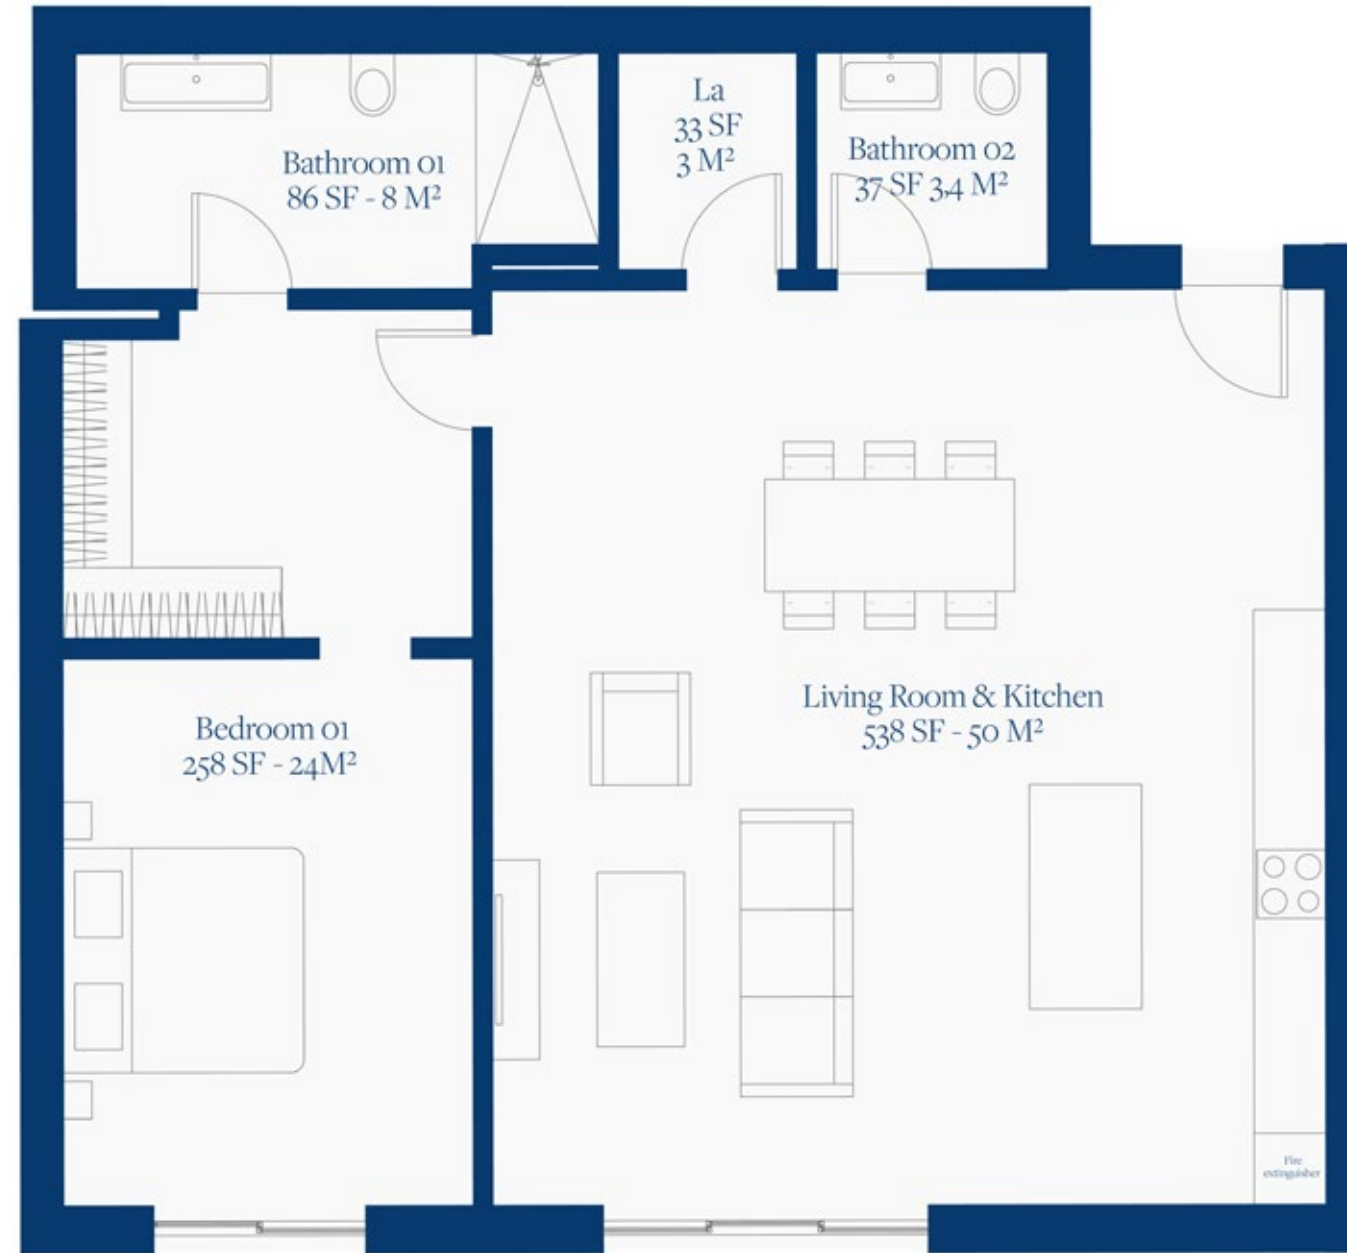 Bathroom 01
86 SF - 8 M²
La
33 SF
3 M²
Bathroom 02
37 SF 3,4 M²
Bedroom 01
258 SF - 24M²
Living Room & Kitchen
538 SF - 50 M²
Fire
extinguisher